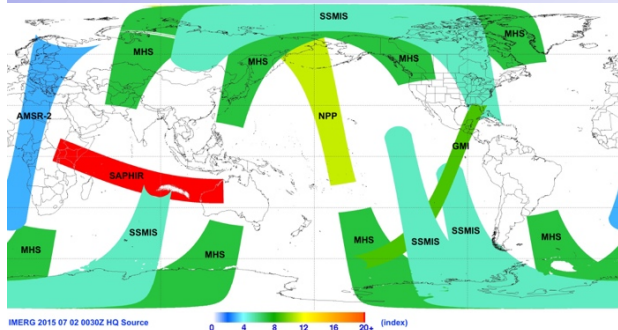 SSMIS
MHS
MHS
MHS
MHS
AMSR-2
NPP
GMI
SAPHIR
MHS
SSMIS
MHS
MHS
SSMIS
SSMIS
MHS
IMERG 2015 07 02 0030Z HQ Source
0 4 8 12 16 20+ (index)